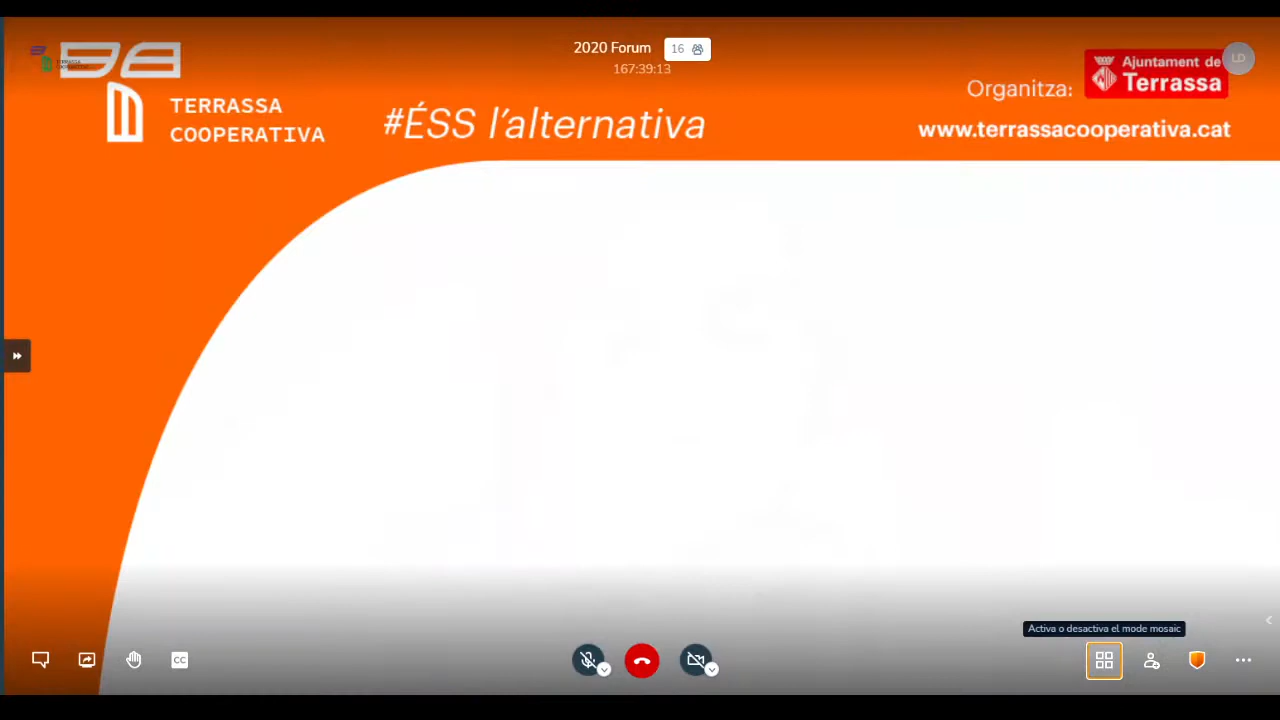 2020 Forum
16
167:39:13
LD
Organitza:
Ajuntament de
Terrassa
TERRASSA
COOPERATIVA
#ÉSS l’alternativa
www.terrassacooperativa.cat
Activa o desactiva el mode mosaic
CC